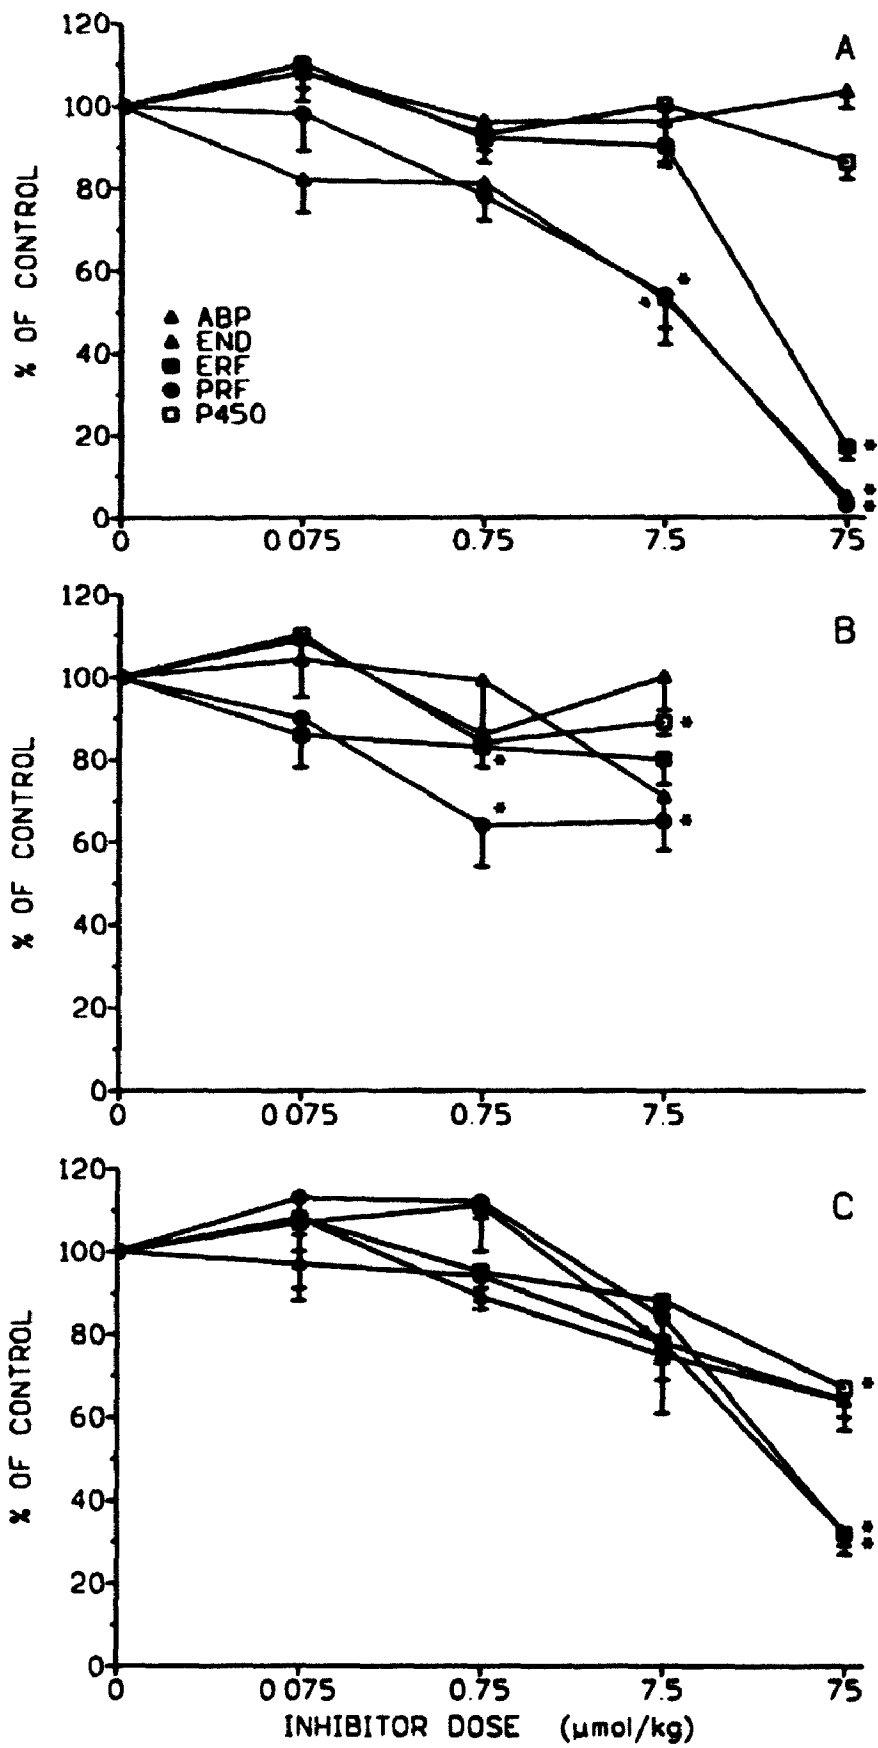 120
A
100
80
% OF CONTROL
60
ABP
END
40
ERF
PRF
P450
20
0
0 0 075 0.75 7.5 75
120
B
100
80
% OF CONTROL
60
40
20
0
0 0 075 0.75 7.5
120
C
100
80
% OF CONTROL
60
40
20
0
0 0 075 0.75 7.5 75
INHIBITOR DOSE (µmol/kg)